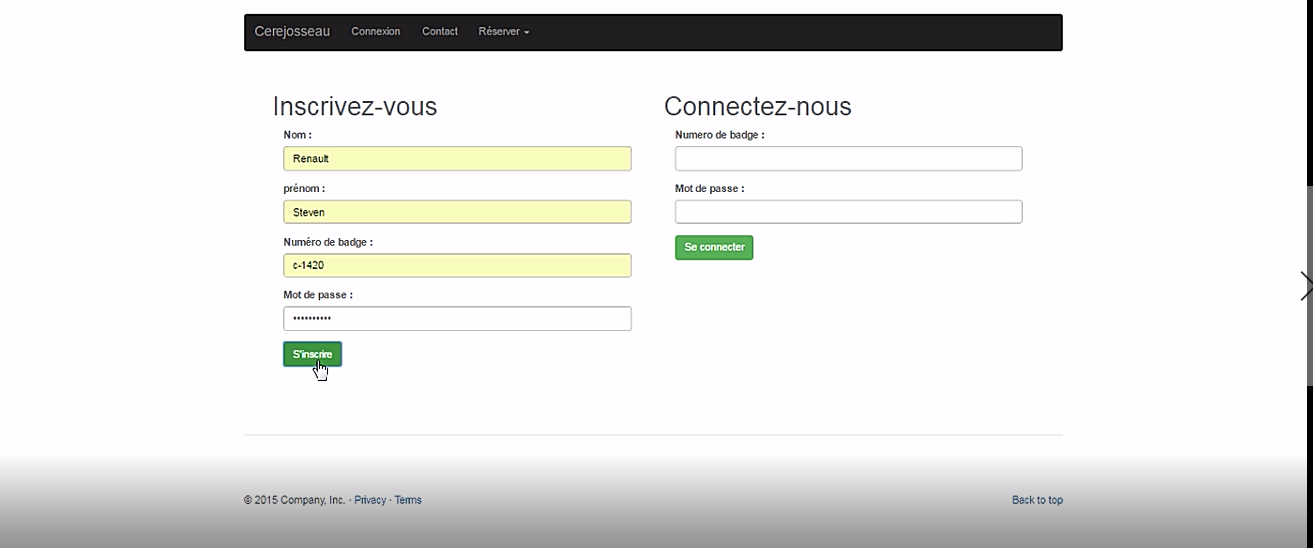 Cerejosseau Connexion Contact Réserver
Inscrivez-vous
Nom :
Renault
prénom :
Steven
Numéro de badge :
c-1420
Mot de passe :
••••••••••
S'inscrire
Connectez-nous
Numero de badge :
Mot de passe :
Se connecter
© 2015 Company, Inc. · Privacy · Terms
Back to top